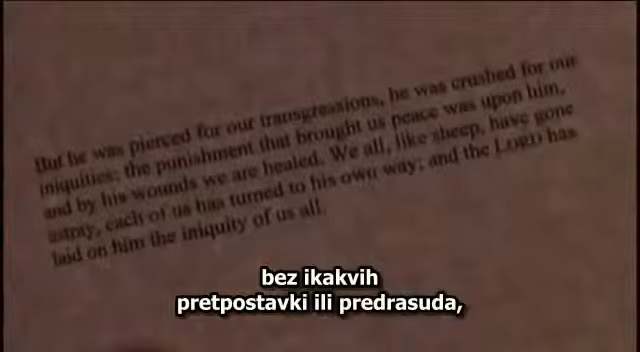 But he was pierced for our transgressions, he was crushed for our
iniquities; the punishment that brought us peace was upon him,
and by his wounds we are healed. We all, like sheep, have gone
astray, each of us has turned to his own way; and the LORD has
laid on him the iniquity of us all.
bez ikakvih
pretpostavki ili predrasuda,